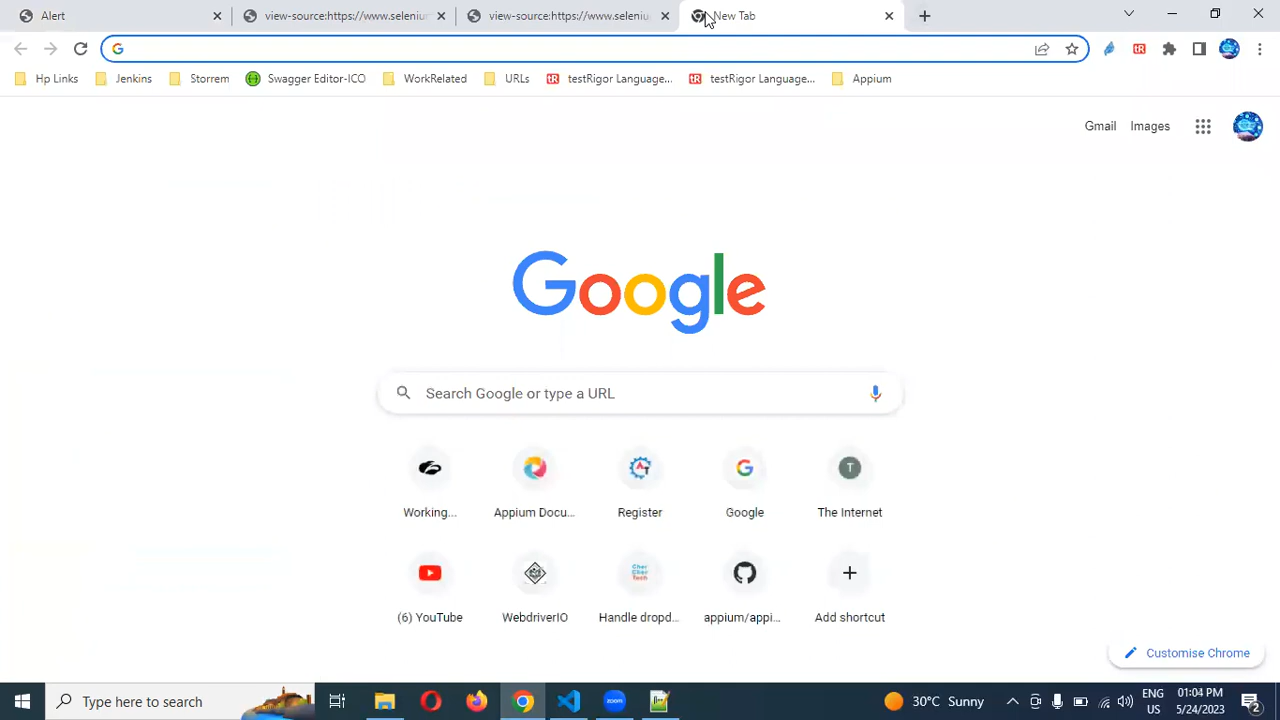 Alert
view-source:https://www.seleniu
view-source:https://www.seleniu
New Tab
Hp Links
Jenkins
Storrem
Swagger Editor-ICO
WorkRelated
URLs
testRigor Language...
testRigor Language...
Appium
Gmail
Images
Google
Search Google or type a URL
Working...
Appium Docu...
Register
Google
The Internet
(6) YouTube
WebdriverIO
Handle dropd...
appium/appi...
Add shortcut
Customise Chrome
Type here to search
30°C Sunny
ENG
US
01:04 PM
5/24/2023
2